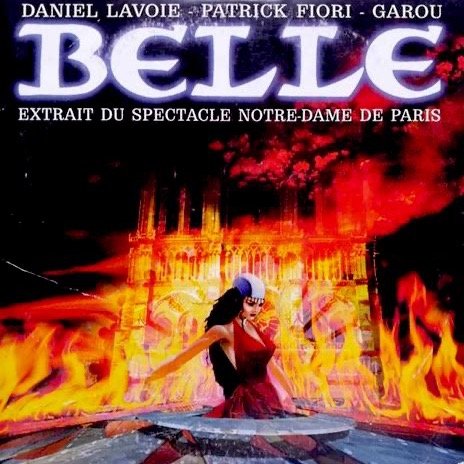 DANIEL LAVOIE - PATRICK FIORI - GAROU
BELLE
EXTRAIT DU SPECTACLE NOTRE-DAME DE PARIS